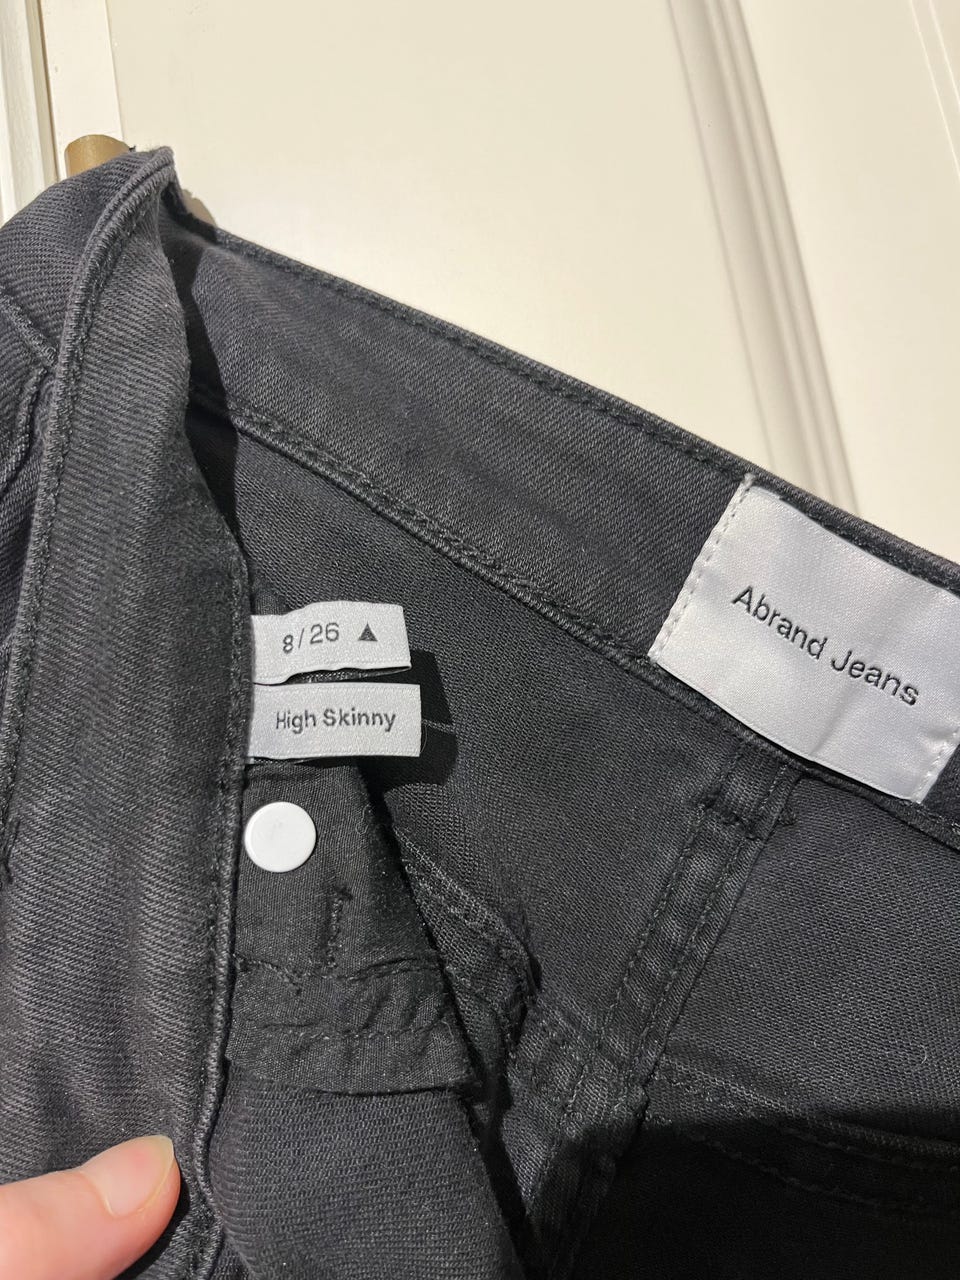 8/26 ▲
High Skinny
Abrand Jeans